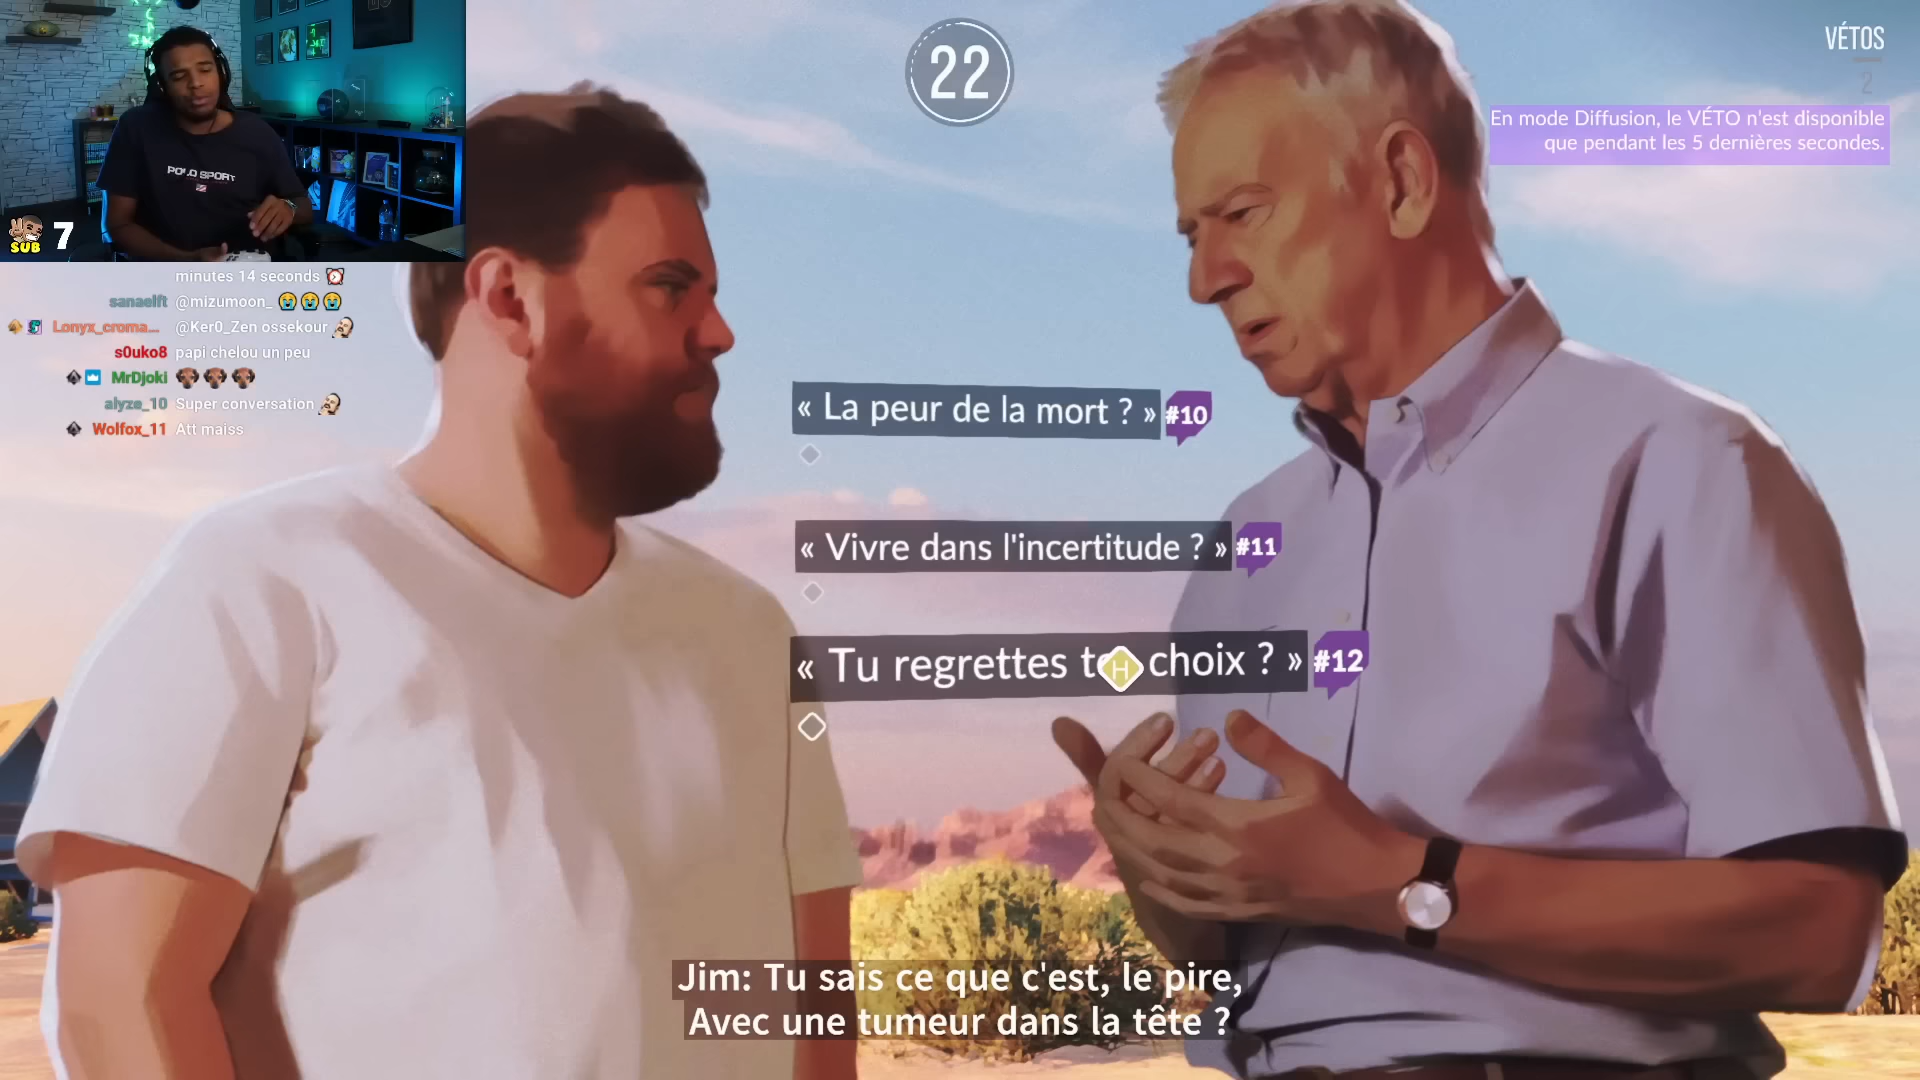 22
VÉTOS
2
En mode Diffusion, le VÉTO n'est disponible
que pendant les 5 dernières secondes.
POLO SPORT
SUB 7
minutes 14 seconds
sanaelft @mizumoon_
Lonyx_croma... @Ker0_Zen ossekour
s0uko8 papi chelou un peu
MrDjoki
alyze_10 Super conversation
Wolfox_11 Att maiss
« La peur de la mort ? » #10
« Vivre dans l'incertitude ? » #11
« Tu regrettes choix ? » #12
H
Jim: Tu sais ce que c'est, le pire,
Avec une tumeur dans la tête ?